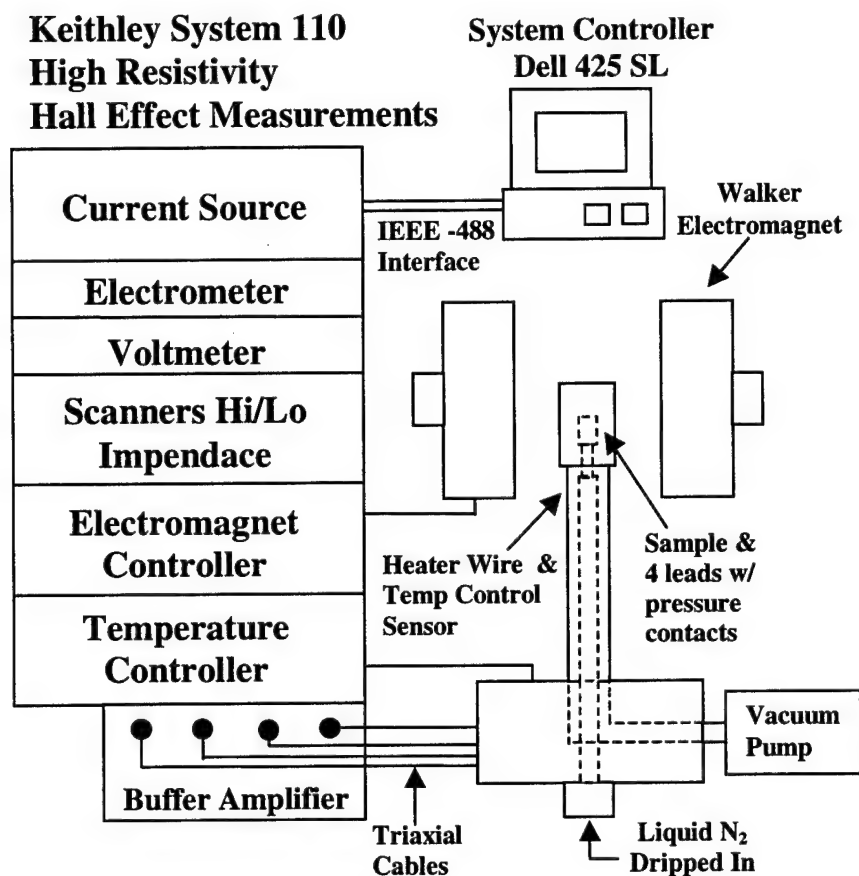 Keithley System 110
High Resistivity
Hall Effect Measurements
System Controller
Dell 425 SL
Current Source
IEEE -488
Interface
Walker
Electromagnet
Electrometer
Voltmeter
Scanners Hi/Lo
Impendace
Electromagnet
Controller
Heater Wire &
Temp Control
Sensor
Sample &
4 leads w/
pressure
contacts
Temperature
Controller
Vacuum
Pump
Buffer Amplifier
Triaxial
Cables
Liquid N₂
Dripped In